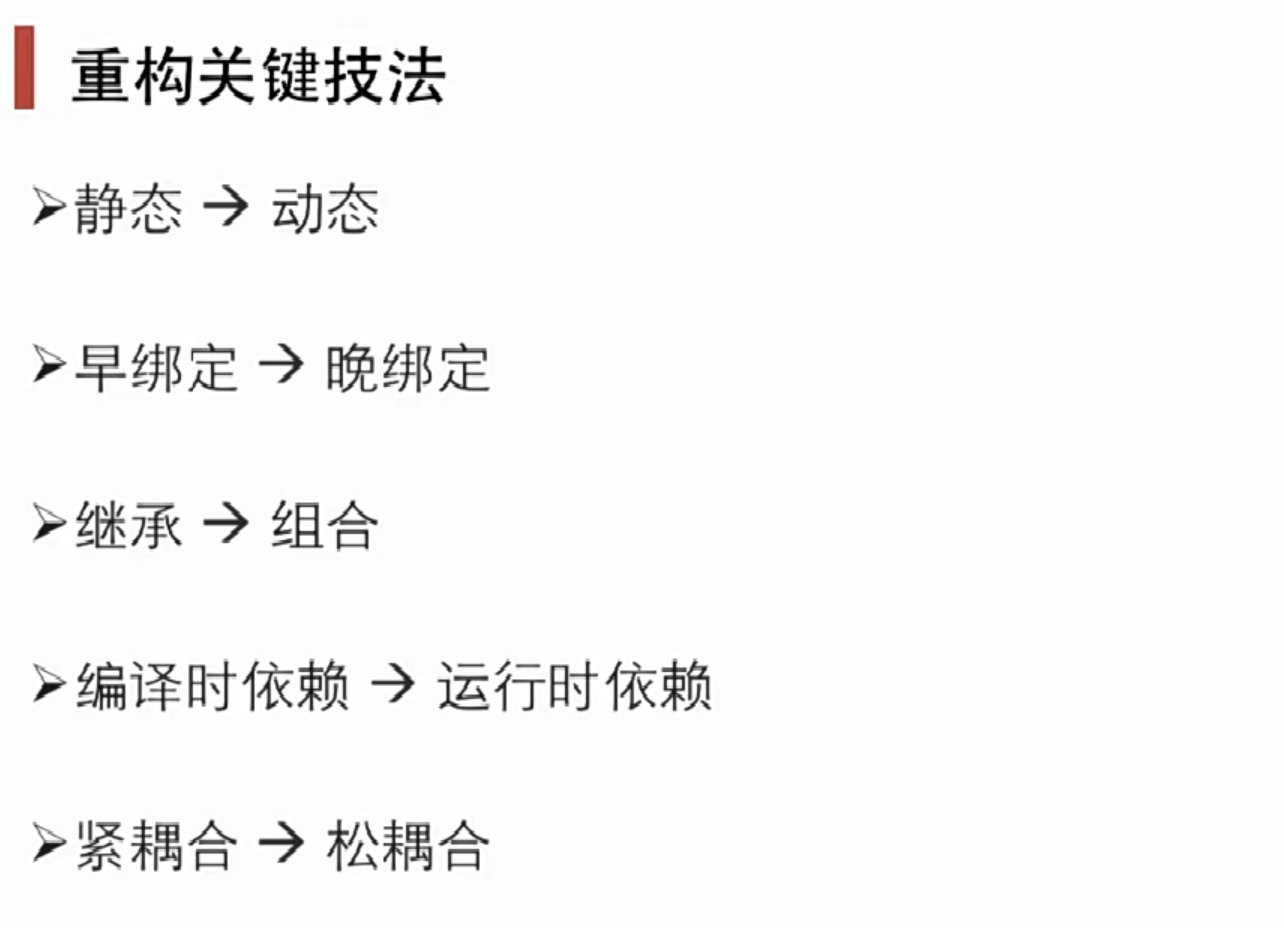 重构关键技法
➢静态 → 动态
➢早绑定 → 晚绑定
➢继承 → 组合
➢编译时依赖 → 运行时依赖
➢紧耦合 → 松耦合